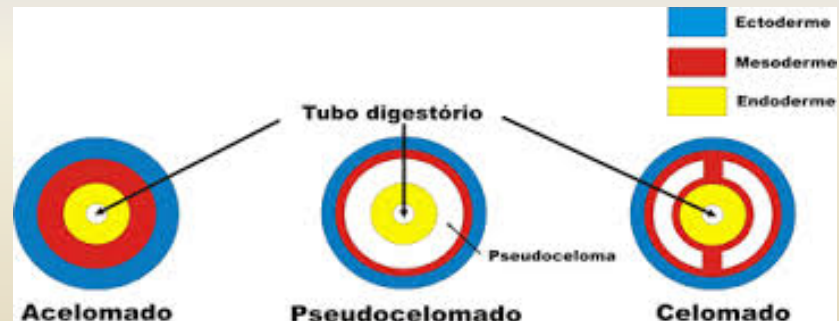 Ectoderme
Mesoderme
Endoderme
Tubo digestório
Pseudoceloma
Acelomado
Pseudocelomado
Celomado